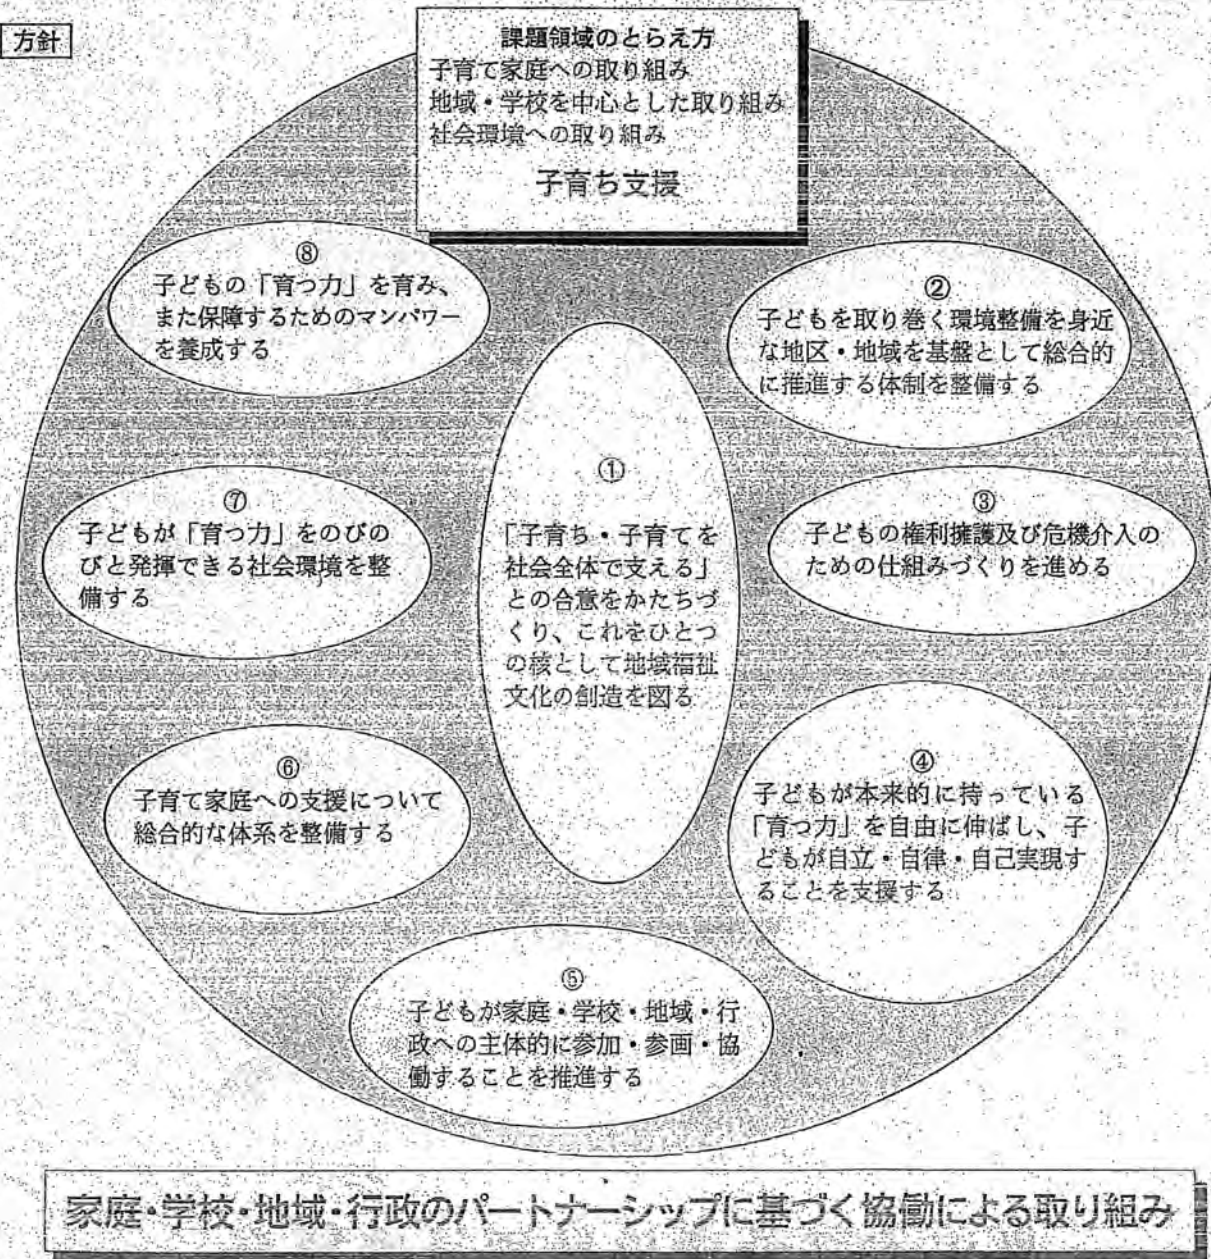 方針
課題領域のとらえ方
子育て家庭への取り組み
地域・学校を中心とした取り組み
社会環境への取り組み
子育ち支援
①
「子育ち・子育てを
社会全体で支える」
との合意をかたちづ
くり、これをひとつ
の核として地域福祉
文化の創造を図る
②
子どもを取り巻く環境整備を身近
な地区・地域を基盤として総合的
に推進する体制を整備する
③
子どもの権利擁護及び危機介入の
ための仕組みづくりを進める
④
子どもが本来的に持っている
「育つ力」を自由に伸ばし、子
どもが自立・自律・自己実現す
ることを支援する
⑤
子どもが家庭・学校・地域・行
政への主体的に参加・参画・協
働することを推進する
⑥
子育て家庭への支援について
総合的な体系を整備する
⑦
子どもが「育つ力」をのびの
びと発揮できる社会環境を整
備する
⑧
子どもの「育つ力」を育み、
また保障するためのマンパワー
を養成する
家庭・学校・地域・行政のパートナーシップに基づく協働による取り組み